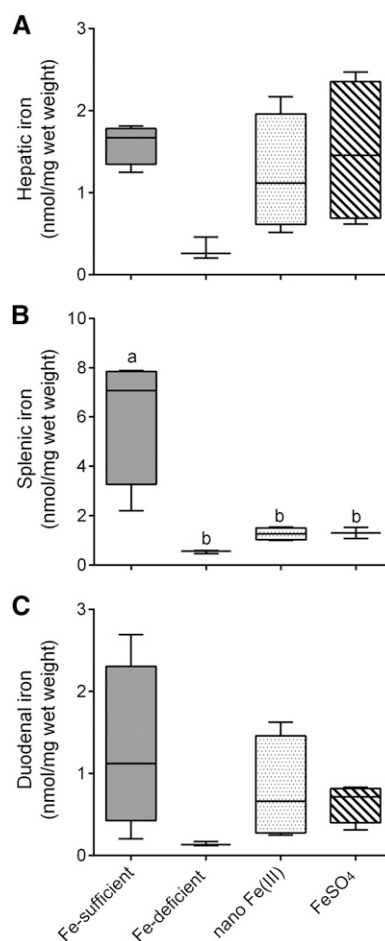 A
Hepatic iron
(nmol/mg wet weight)
3
2
1
0
B
Splenic iron
(nmol/mg wet weight)
10
8
6
4
2
0
a
b
b
b
C
Duodenal iron
(nmol/mg wet weight)
3
2
1
0
Fe-sufficient
Fe-deficient
nano Fe(III)
FeSO₄